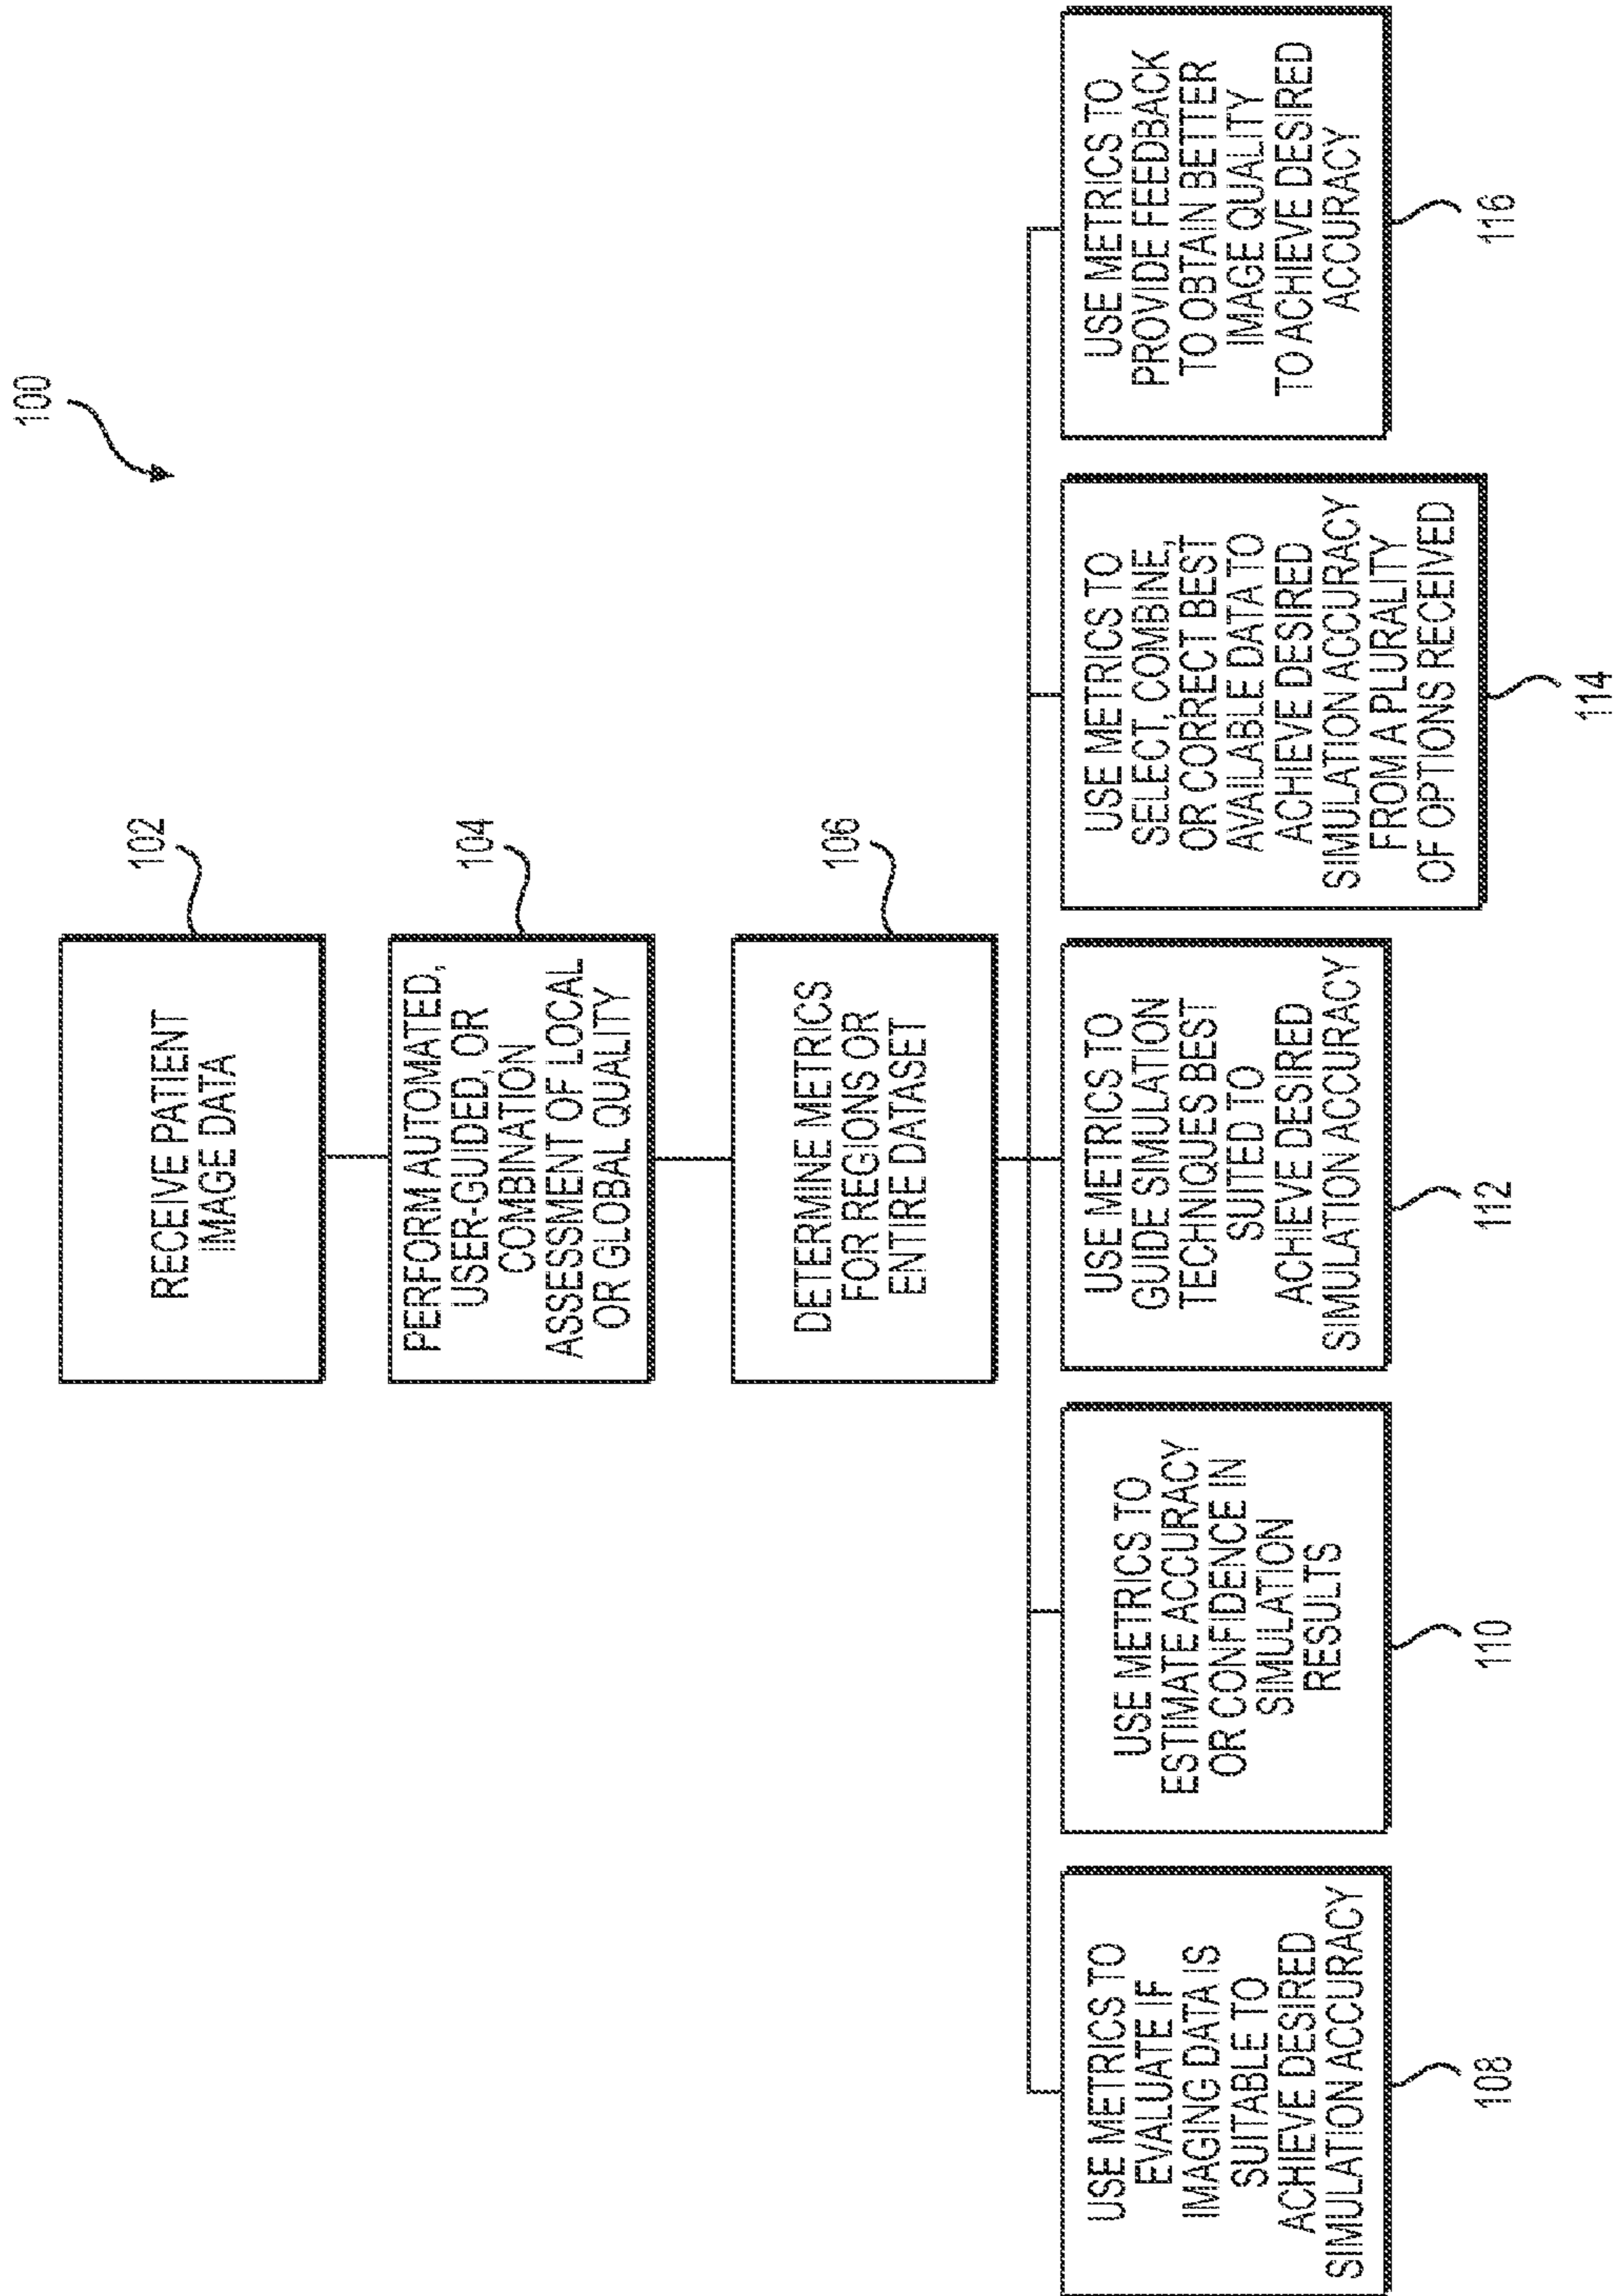 100
RECEIVE PATIENT
IMAGE DATA
102
PERFORM AUTOMATED,
USER-GUIDED, OR
COMBINATION
ASSESSMENT OF LOCAL
OR GLOBAL QUALITY
104
DETERMINE METRICS
FOR REGIONS OR
ENTIRE DATASET
106
USE METRICS TO
EVALUATE IF
IMAGING DATA IS
SUITABLE TO
ACHIEVE DESIRED
SIMULATION ACCURACY
108
USE METRICS TO
ESTIMATE ACCURACY
OR CONFIDENCE IN
SIMULATION
RESULTS
110
USE METRICS TO
GUIDE SIMULATION
TECHNIQUES BEST
SUITED TO
ACHIEVE DESIRED
SIMULATION ACCURACY
112
USE METRICS TO
SELECT, COMBINE,
OR CORRECT BEST
AVAILABLE DATA TO
ACHIEVE DESIRED
SIMULATION ACCURACY
FROM A PLURALITY
OF OPTIONS RECEIVED
114
USE METRICS TO
PROVIDE FEEDBACK
TO OBTAIN BETTER
IMAGE QUALITY
TO ACHIEVE DESIRED
ACCURACY
116